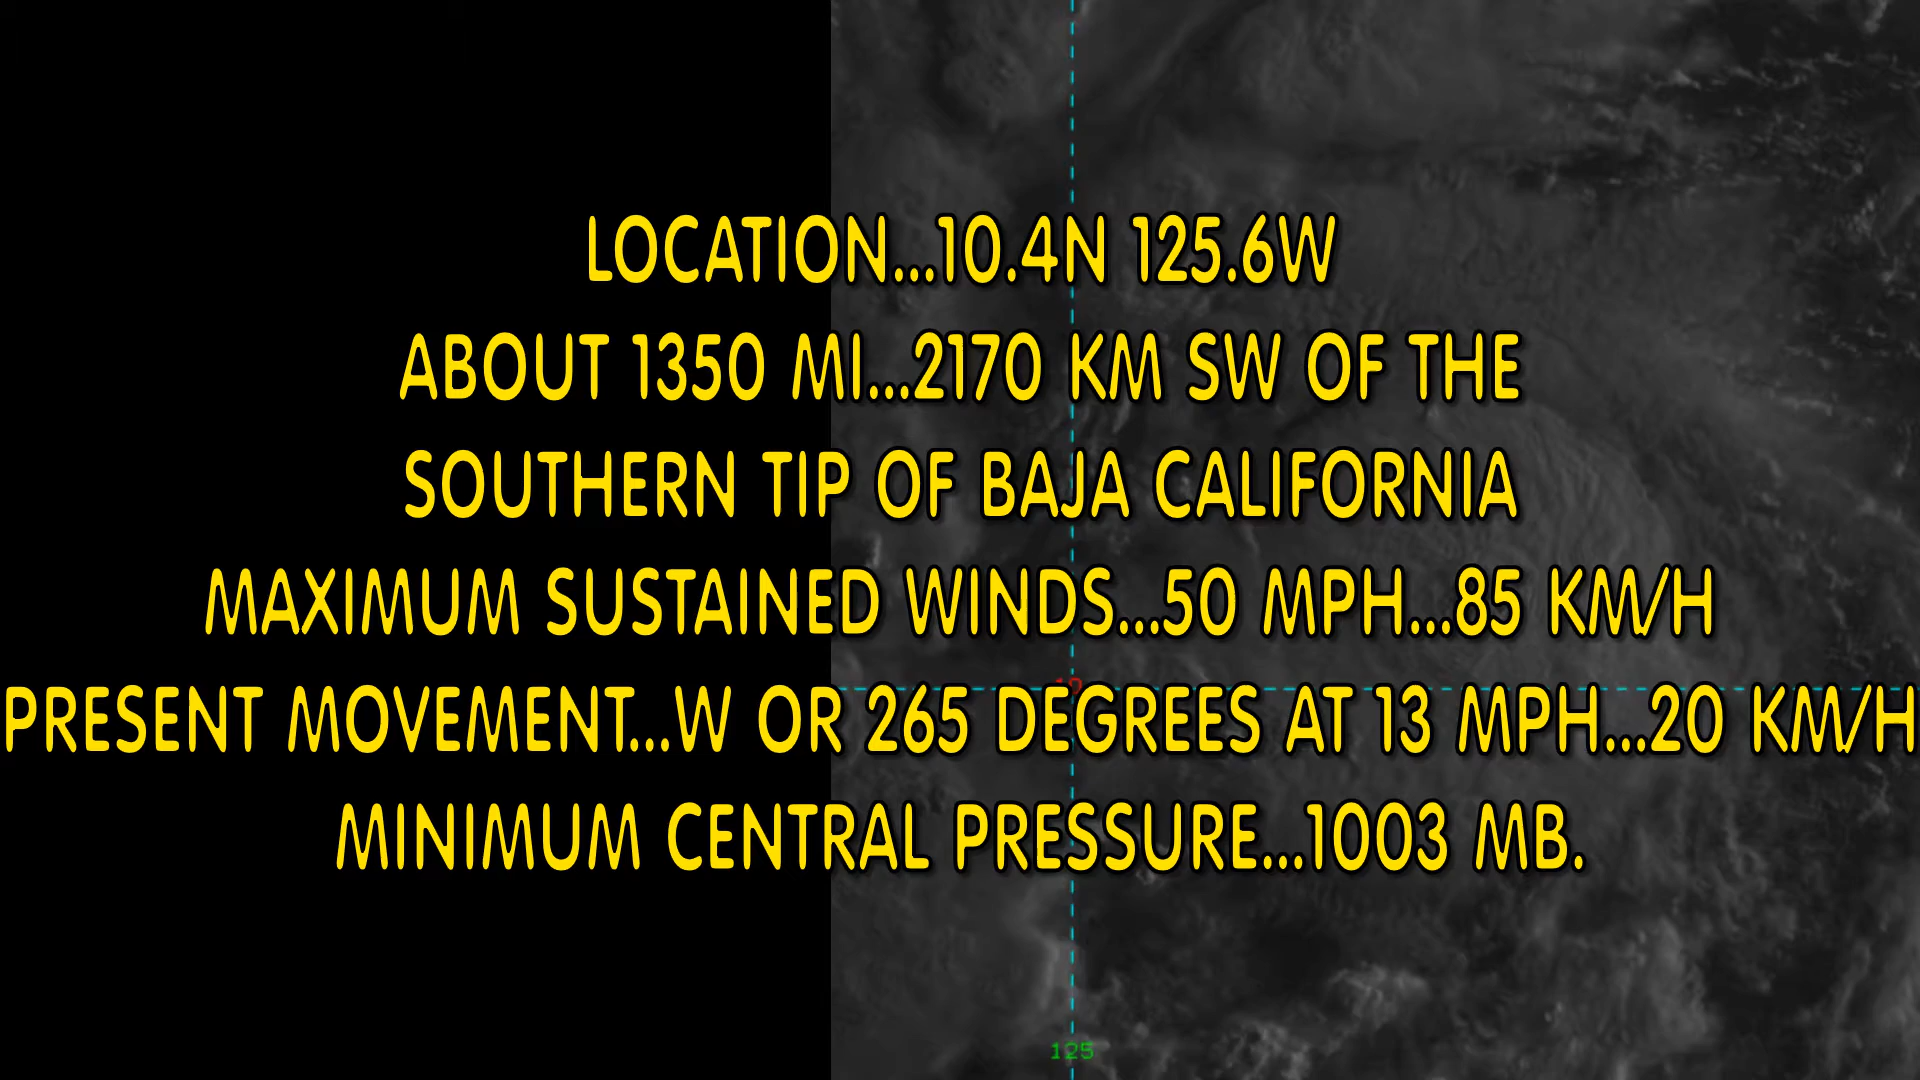 LOCATION...10.4N 125.6W
ABOUT 1350 MI...2170 KM SW OF THE
SOUTHERN TIP OF BAJA CALIFORNIA
MAXIMUM SUSTAINED WINDS...50 MPH...85 KM/H
10
PRESENT MOVEMENT...W OR 265 DEGREES AT 13 MPH...20 KM/H
MINIMUM CENTRAL PRESSURE...1003 MB.
125